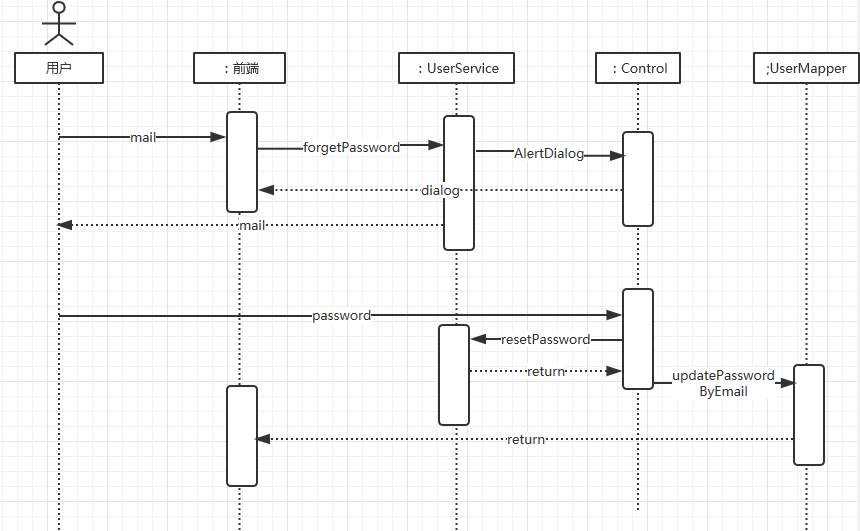 用户
: 前端
: UserService
: Control
;UserMapper
mail
forgetPassword
AlertDialog
dialog
mail
password
resetPassword
return
updatePassword
ByEmail
return